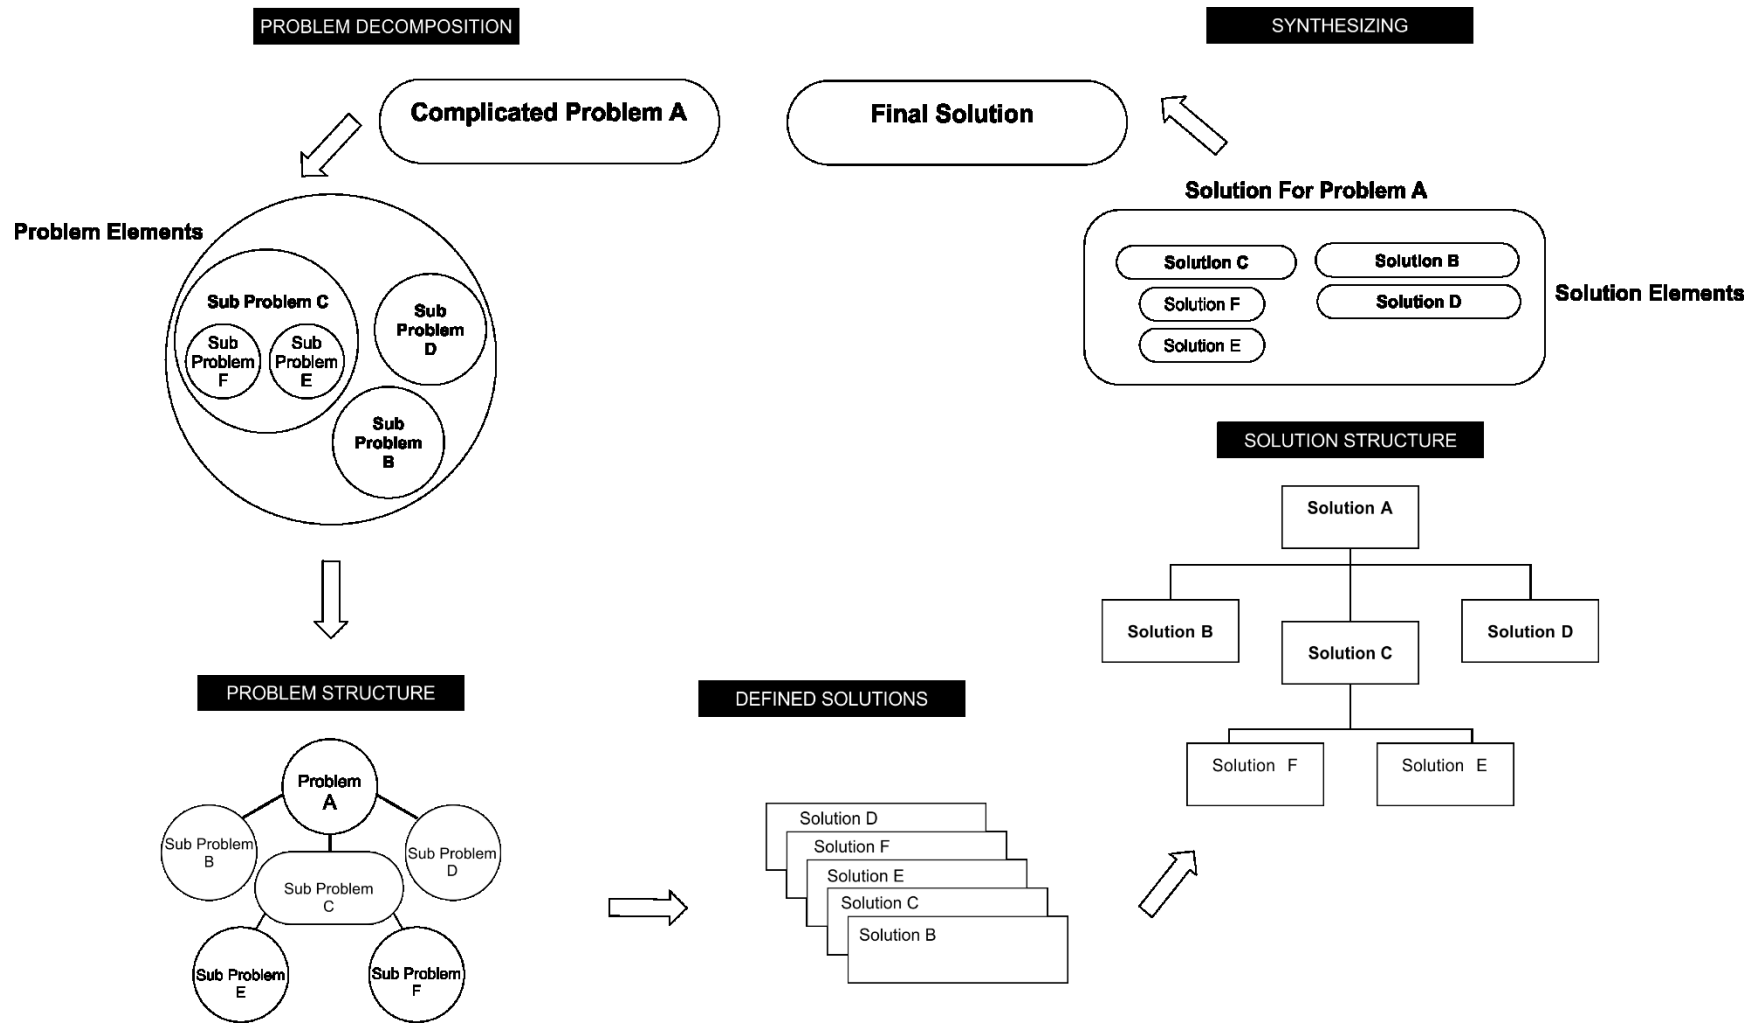 PROBLEM DECOMPOSITION
SYNTHESIZING
Complicated Problem A
Final Solution
Problem Elements
Sub Problem C
Sub
Problem
F
Sub
Problem
E
Sub
Problem
D
Sub
Problem
B
Solution For Problem A
Solution C
Solution B
Solution F
Solution D
Solution E
Solution Elements
SOLUTION STRUCTURE
Solution A
Solution B
Solution C
Solution D
Solution F
Solution E
PROBLEM STRUCTURE
Problem
A
Sub Problem
B
Sub Problem
C
Sub Problem
D
Sub Problem
E
Sub Problem
F
DEFINED SOLUTIONS
Solution D
Solution F
Solution E
Solution C
Solution B